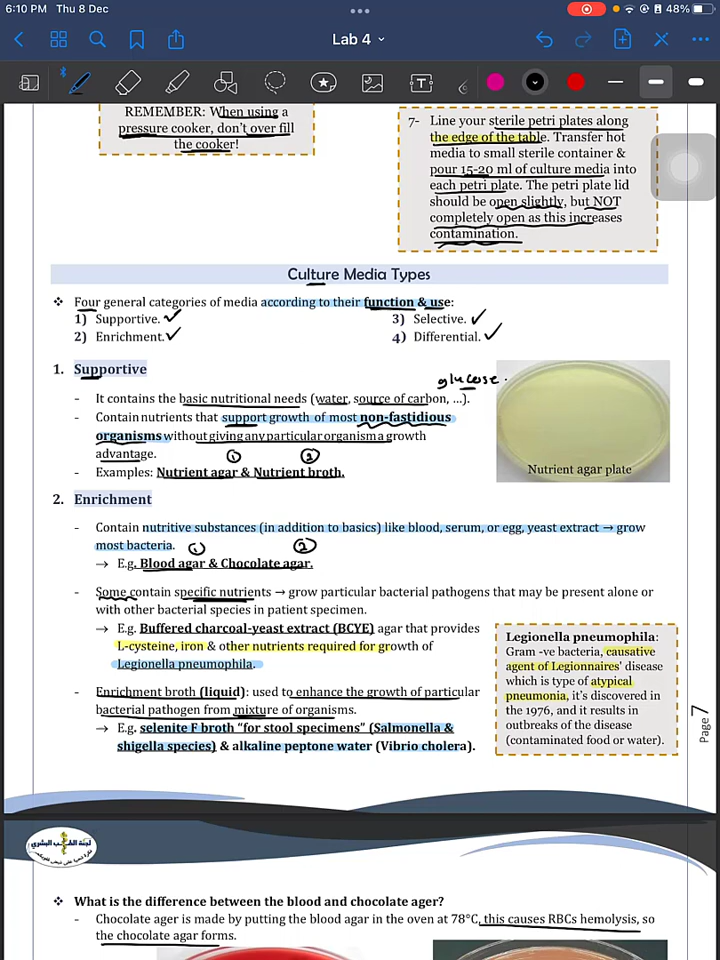 6:10 PM Thu 8 Dec
48%
Lab 4
REMEMBER: When using a
pressure cooker, don't over fill
the cooker!
7- Line your sterile petri plates along
the edge of the table. Transfer hot
media to small sterile container &
pour 15-20 ml of culture media into
each petri plate. The petri plate lid
should be open slightly, but NOT
completely open as this increases
contamination.
Culture Media Types
❖ Four general categories of media according to their function & use:
1) Supportive. ✓
2) Enrichment. ✓
3) Selective. ✓
4) Differential. ✓
1. Supportive
glucose.
- It contains the basic nutritional needs (water, source of carbon, ...).
- Contain nutrients that support growth of most non-fastidious
organisms without giving any particular organism a growth
advantage.
① ②
- Examples: Nutrient agar & Nutrient broth.
Nutrient agar plate
2. Enrichment
- Contain nutritive substances (in addition to basics) like blood, serum, or egg, yeast extract → grow
most bacteria.
① ②
→ E.g. Blood agar & Chocolate agar.
- Some contain specific nutrients → grow particular bacterial pathogens that may be present alone or
with other bacterial species in patient specimen.
→ E.g. Buffered charcoal-yeast extract (BCYE) agar that provides
L-cysteine, iron & other nutrients required for growth of
Legionella pneumophila.
- Enrichment broth (liquid): used to enhance the growth of particular
bacterial pathogen from mixture of organisms.
→ E.g. selenite F broth "for stool specimens" (Salmonella &
shigella species) & alkaline peptone water (Vibrio cholera).
Legionella pneumophila:
Gram -ve bacteria, causative
agent of Legionnaires' disease
which is type of atypical
pneumonia, it's discovered in
the 1976, and it results in
outbreaks of the disease
(contaminated food or water).
Page 7
لجنة الطب البشري
❖ What is the difference between the blood and chocolate ager?
- Chocolate ager is made by putting the blood agar in the oven at 78°C, this causes RBCs hemolysis, so
the chocolate agar forms.